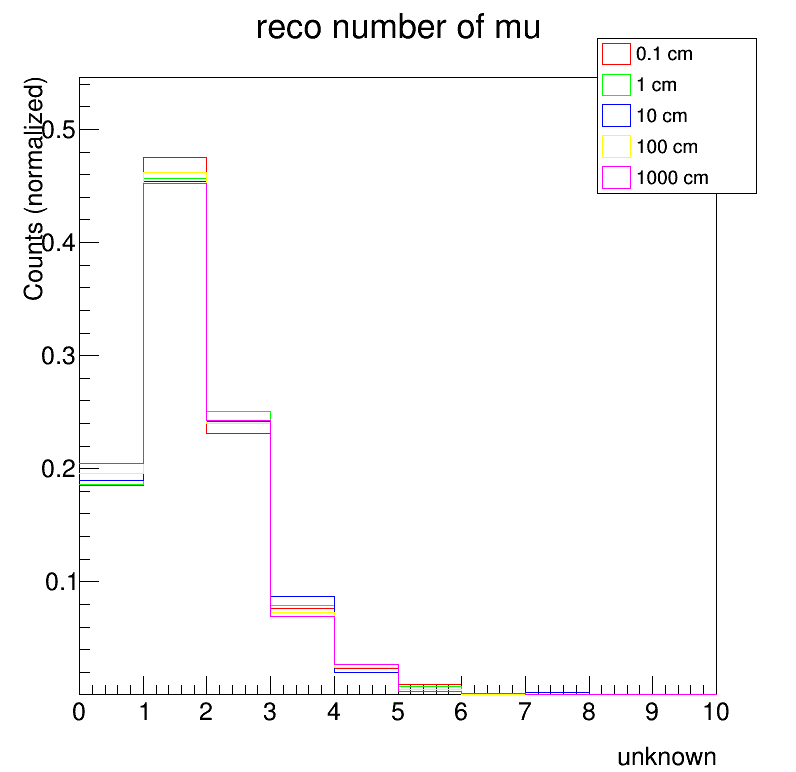 reco number of mu
0.1 cm
1 cm
10 cm
100 cm
1000 cm
Counts (normalized)
0.5
0.4
0.3
0.2
0.1
0 1 2 3 4 5 6 7 8 9 10
unknown